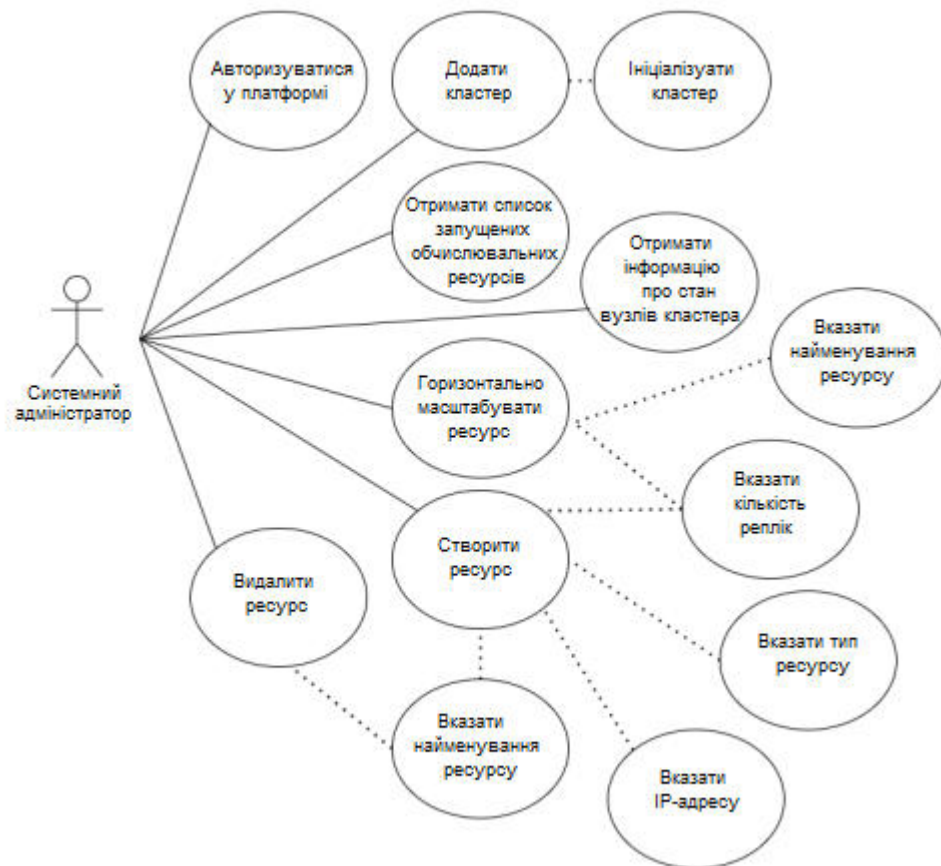 Авторизуватися
у платформі
Додати
кластер
Ініціалізуати
кластер
Отримати список
запущених
обчислювальних
ресурсів
Отримати
інформацію
про стан
вузлів кластера
Вказати
найменування
ресурсу
Системний
адміністратор
Горизонтально
масштабувати
ресурс
Вказати
кількість
реплік
Створити
ресурс
Видалити
ресурс
Вказати тип
ресурсу
Вказати
найменування
ресурсу
Вказати
IP-адресу